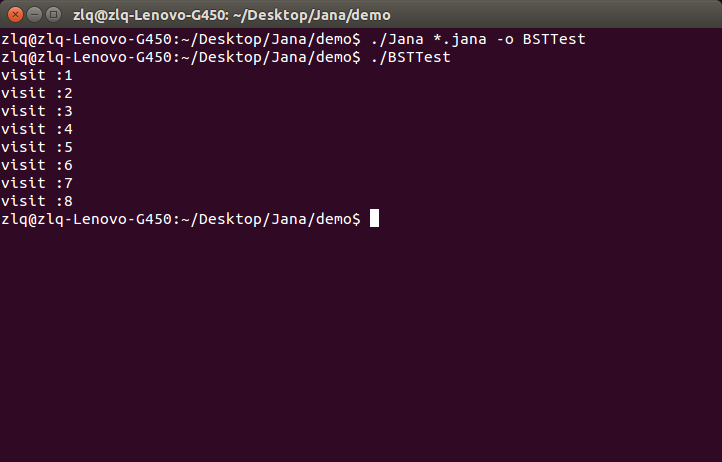 zlq@zlq-Lenovo-G450: ~/Desktop/Jana/demo
zlq@zlq-Lenovo-G450:~/Desktop/Jana/demo$ ./Jana *.jana -o BSTTest
zlq@zlq-Lenovo-G450:~/Desktop/Jana/demo$ ./BSTTest
visit :1
visit :2
visit :3
visit :4
visit :5
visit :6
visit :7
visit :8
zlq@zlq-Lenovo-G450:~/Desktop/Jana/demo$